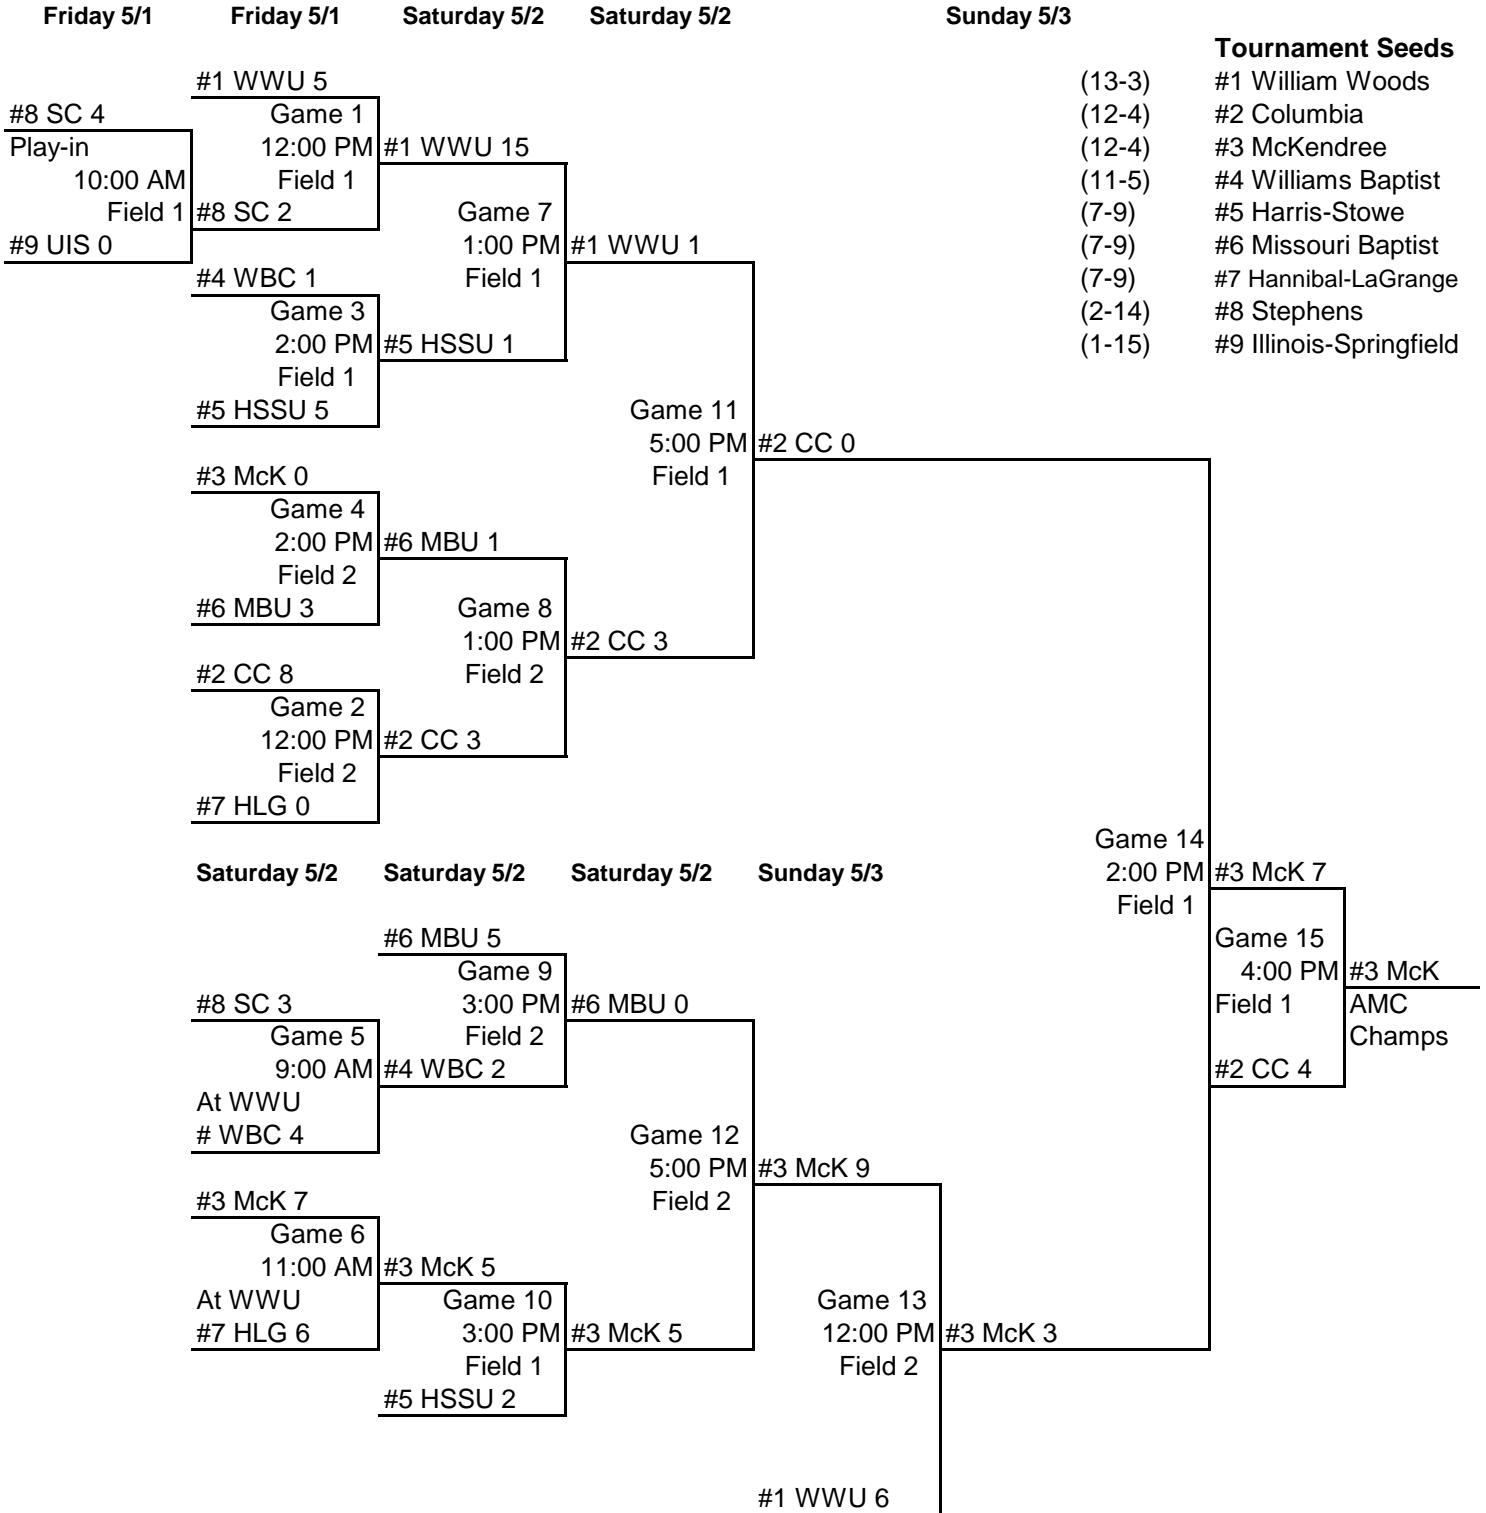 Friday 5/1 Friday 5/1 Saturday 5/2 Saturday 5/2 Sunday 5/3
Tournament Seeds
#1 WWU 5 (13-3) #1 William Woods
#8 SC 4 Game 1 (12-4) #2 Columbia
Play-in 12:00 PM #1 WWU 15 (12-4) #3 McKendree
10:00 AM Field 1 (11-5) #4 Williams Baptist
Field 1 #8 SC 2 Game 7 (7-9) #5 Harris-Stowe
#9 UIS 0 1:00 PM #1 WWU 1 (7-9) #6 Missouri Baptist
#4 WBC 1 Field 1 (7-9) #7 Hannibal-LaGrange
Game 3 (2-14) #8 Stephens
2:00 PM #5 HSSU 1 (1-15) #9 Illinois-Springfield
Field 1
#5 HSSU 5 Game 11
5:00 PM #2 CC 0
#3 McK 0 Field 1
Game 4
2:00 PM #6 MBU 1
Field 2
#6 MBU 3 Game 8
1:00 PM #2 CC 3
#2 CC 8 Field 2
Game 2
12:00 PM #2 CC 3
Field 2
#7 HLG 0
Game 14
Saturday 5/2 Saturday 5/2 Saturday 5/2 Sunday 5/3 2:00 PM #3 McK 7
Field 1
#6 MBU 5 Game 15
Game 9 4:00 PM #3 McK
#8 SC 3 3:00 PM #6 MBU 0 Field 1 AMC
Game 5 Field 2 Champs
9:00 AM #4 WBC 2 #2 CC 4
At WWU
# WBC 4 Game 12
5:00 PM #3 McK 9
#3 McK 7 Field 2
Game 6
11:00 AM #3 McK 5
At WWU Game 10 Game 13
#7 HLG 6 3:00 PM #3 McK 5 12:00 PM #3 McK 3
Field 1 Field 2
#5 HSSU 2
#1 WWU 6